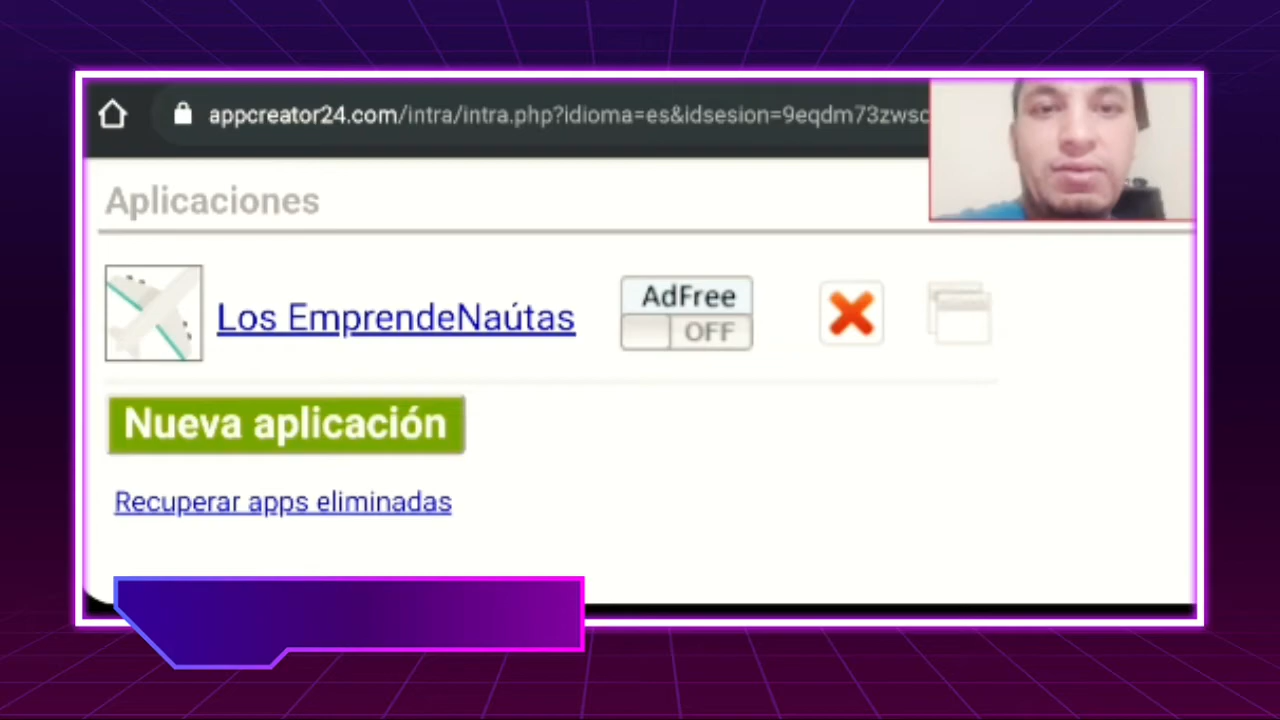 appcreator24.com/intra/intra.php?idioma=es&idsesion=9eqdm73zwsc
Aplicaciones
Los EmprendeNaútas
AdFree
OFF
Nueva aplicación
Recuperar apps eliminadas